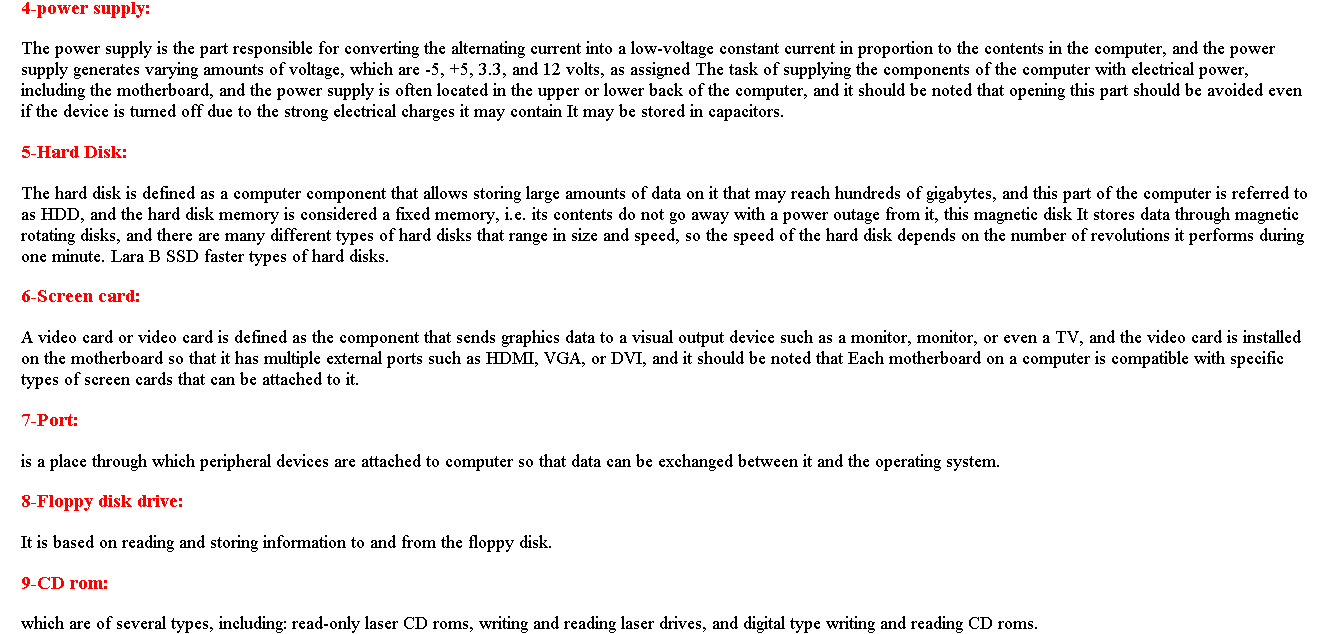 4-power supply:
The power supply is the part responsible for converting the alternating current into a low-voltage constant current in proportion to the contents in the computer, and the power
supply generates varying amounts of voltage, which are -5, +5, 3.3, and 12 volts, as assigned The task of supplying the components of the computer with electrical power,
including the motherboard, and the power supply is often located in the upper or lower back of the computer, and it should be noted that opening this part should be avoided even
if the device is turned off due to the strong electrical charges it may contain It may be stored in capacitors.
5-Hard Disk:
The hard disk is defined as a computer component that allows storing large amounts of data on it that may reach hundreds of gigabytes, and this part of the computer is referred to
as HDD, and the hard disk memory is considered a fixed memory, i.e. its contents do not go away with a power outage from it, this magnetic disk It stores data through magnetic
rotating disks, and there are many different types of hard disks that range in size and speed, so the speed of the hard disk depends on the number of revolutions it performs during
one minute. Lara B SSD faster types of hard disks.
6-Screen card:
A video card or video card is defined as the component that sends graphics data to a visual output device such as a monitor, monitor, or even a TV, and the video card is installed
on the motherboard so that it has multiple external ports such as HDMI, VGA, or DVI, and it should be noted that Each motherboard on a computer is compatible with specific
types of screen cards that can be attached to it.
7-Port:
is a place through which peripheral devices are attached to computer so that data can be exchanged between it and the operating system.
8-Floppy disk drive:
It is based on reading and storing information to and from the floppy disk.
9-CD rom:
which are of several types, including: read-only laser CD roms, writing and reading laser drives, and digital type writing and reading CD roms.